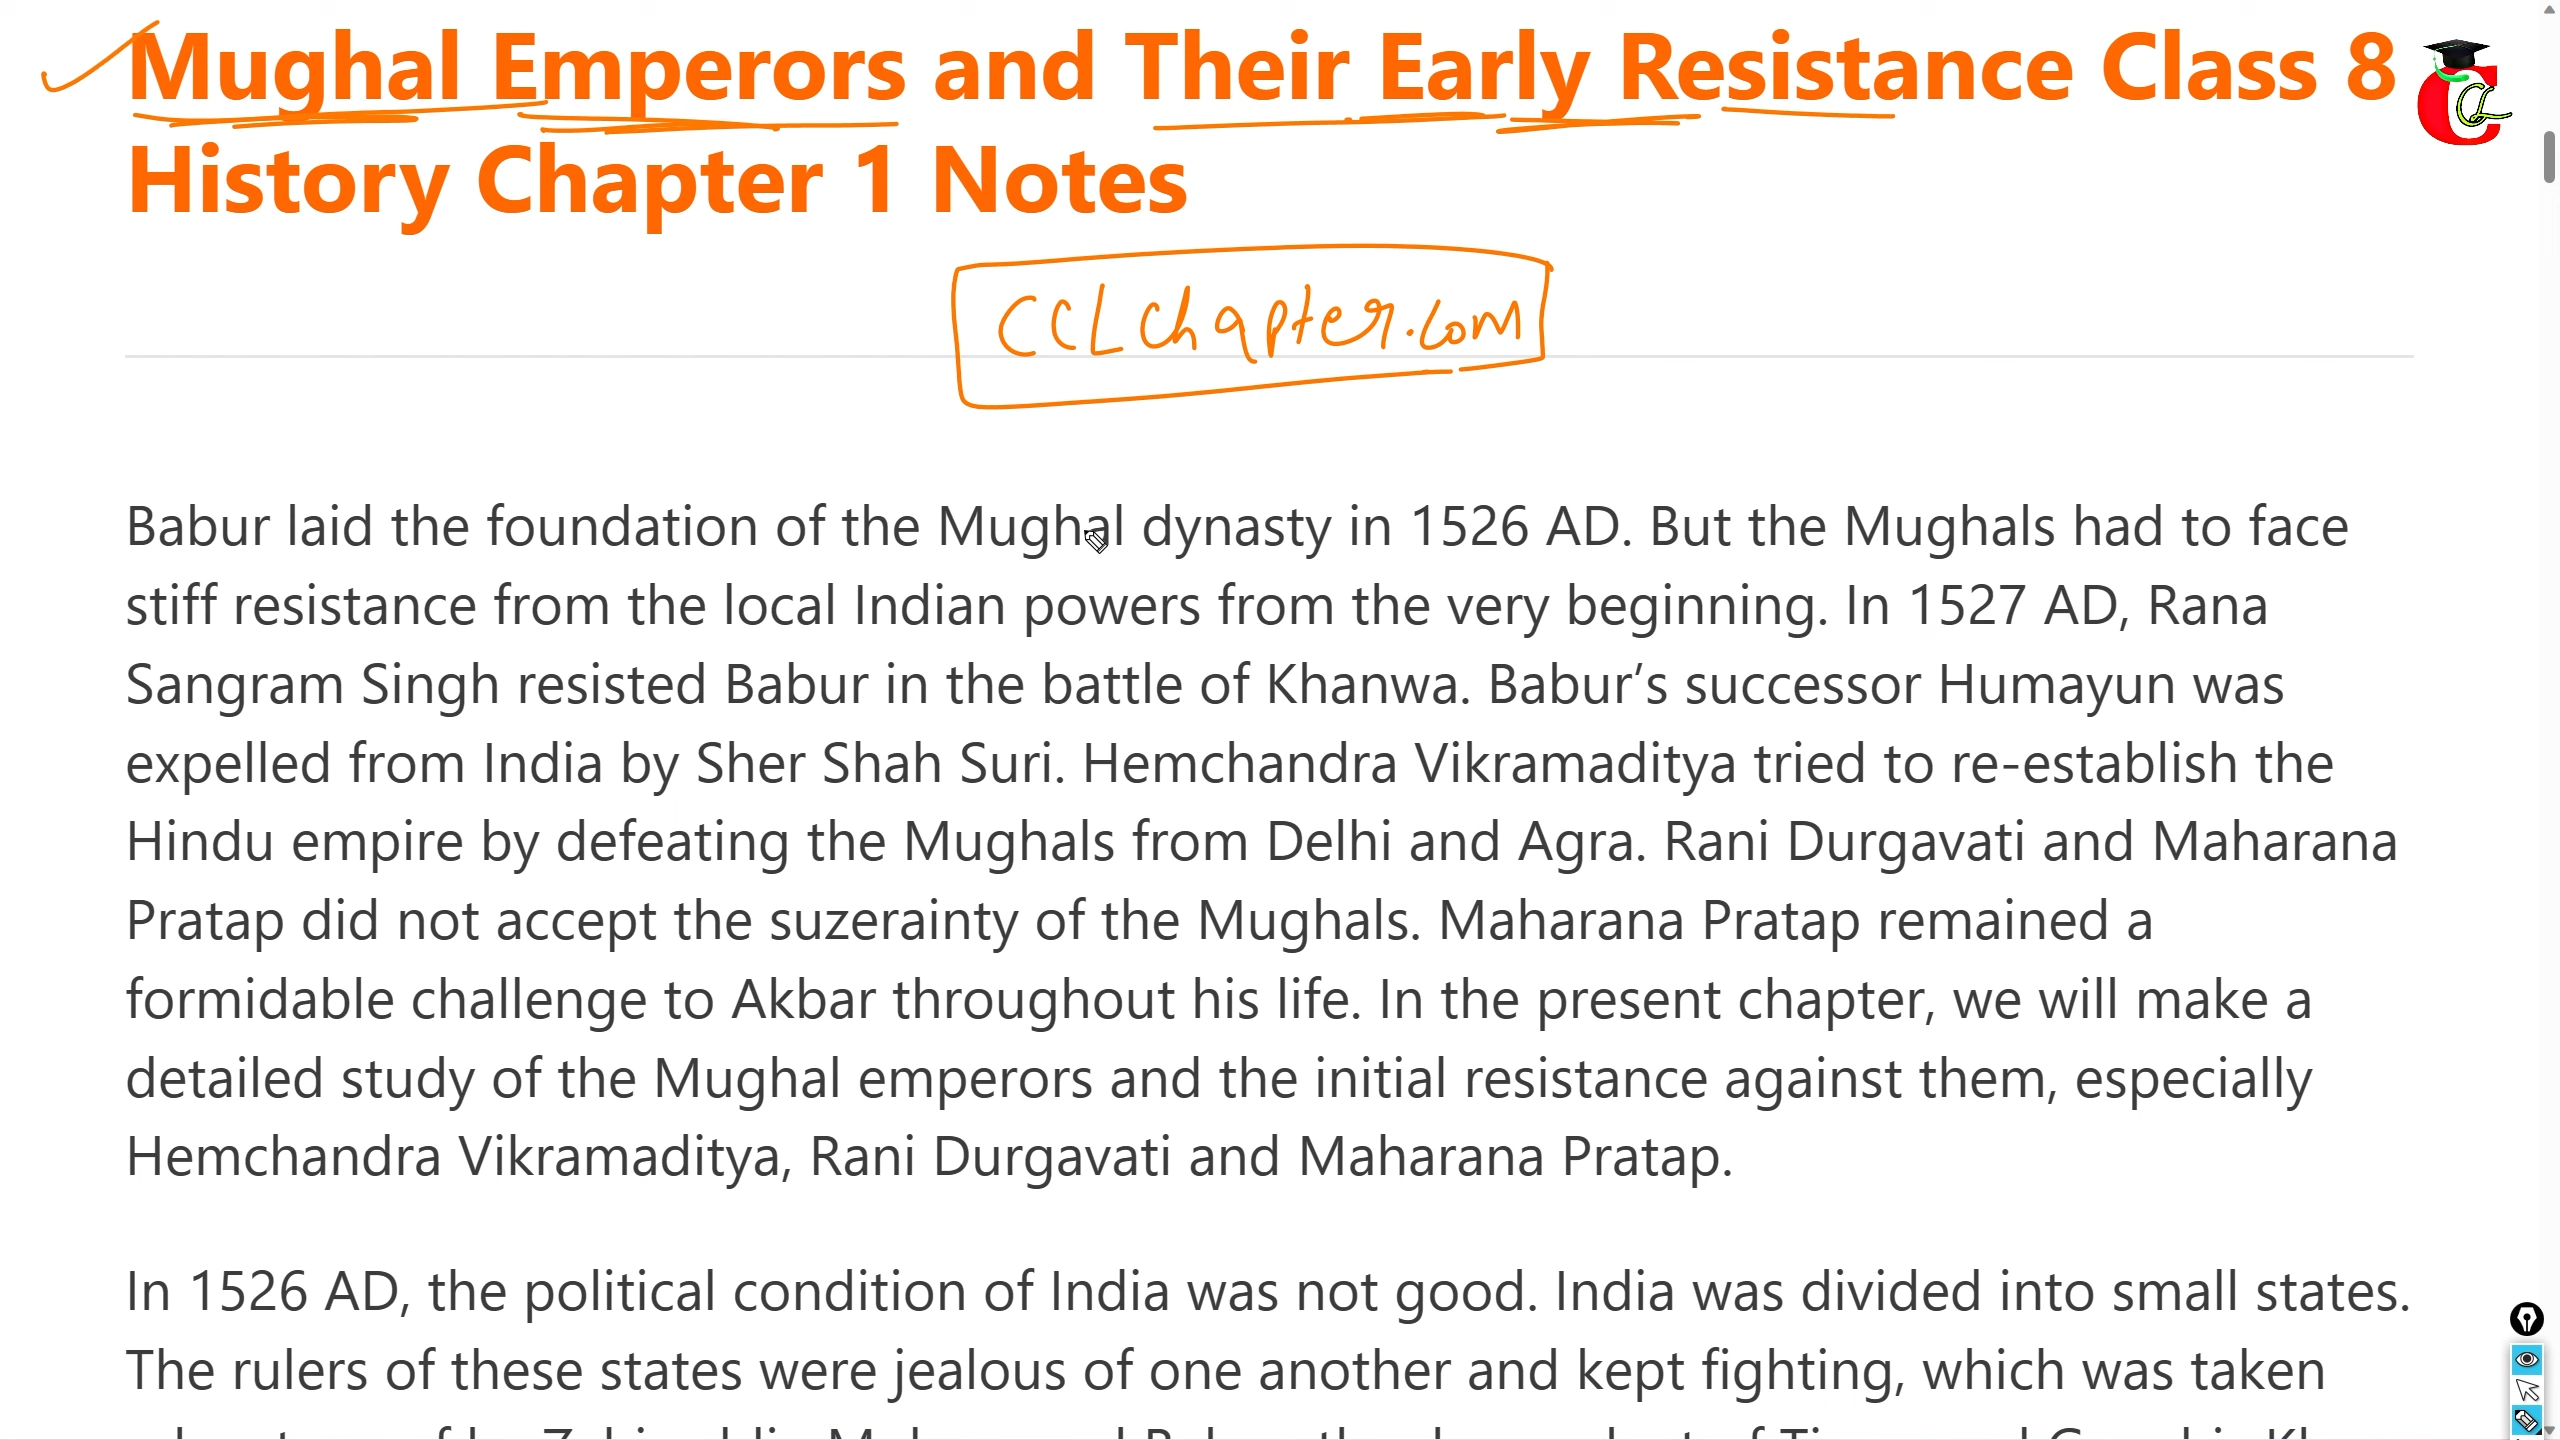 Mughal Emperors and Their Early Resistance Class 8
History Chapter 1 Notes
CCLchapter.com
Babur laid the foundation of the Mughal dynasty in 1526 AD. But the Mughals had to face
stiff resistance from the local Indian powers from the very beginning. In 1527 AD, Rana
Sangram Singh resisted Babur in the battle of Khanwa. Babur’s successor Humayun was
expelled from India by Sher Shah Suri. Hemchandra Vikramaditya tried to re-establish the
Hindu empire by defeating the Mughals from Delhi and Agra. Rani Durgavati and Maharana
Pratap did not accept the suzerainty of the Mughals. Maharana Pratap remained a
formidable challenge to Akbar throughout his life. In the present chapter, we will make a
detailed study of the Mughal emperors and the initial resistance against them, especially
Hemchandra Vikramaditya, Rani Durgavati and Maharana Pratap.
In 1526 AD, the political condition of India was not good. India was divided into small states.
The rulers of these states were jealous of one another and kept fighting, which was taken